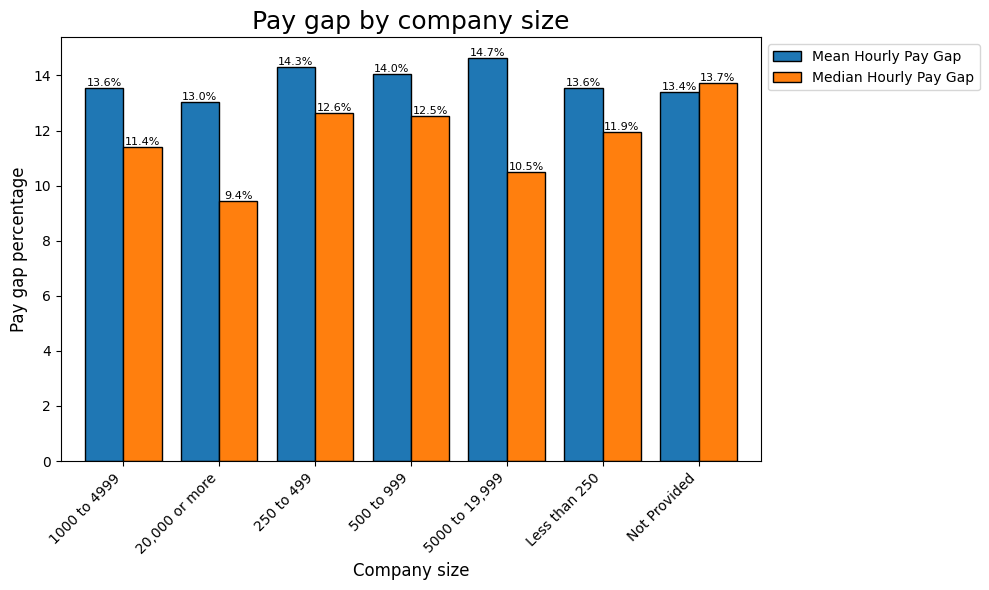 Pay gap by company size
Mean Hourly Pay Gap
Median Hourly Pay Gap
Pay gap percentage
14
12
10
8
6
4
2
0
13.6%
11.4%
13.0%
9.4%
14.3%
12.6%
14.0%
12.5%
14.7%
10.5%
13.6%
11.9%
13.4%
13.7%
1000 to 4999
20,000 or more
250 to 499
500 to 999
5000 to 19,999
Less than 250
Not Provided
Company size